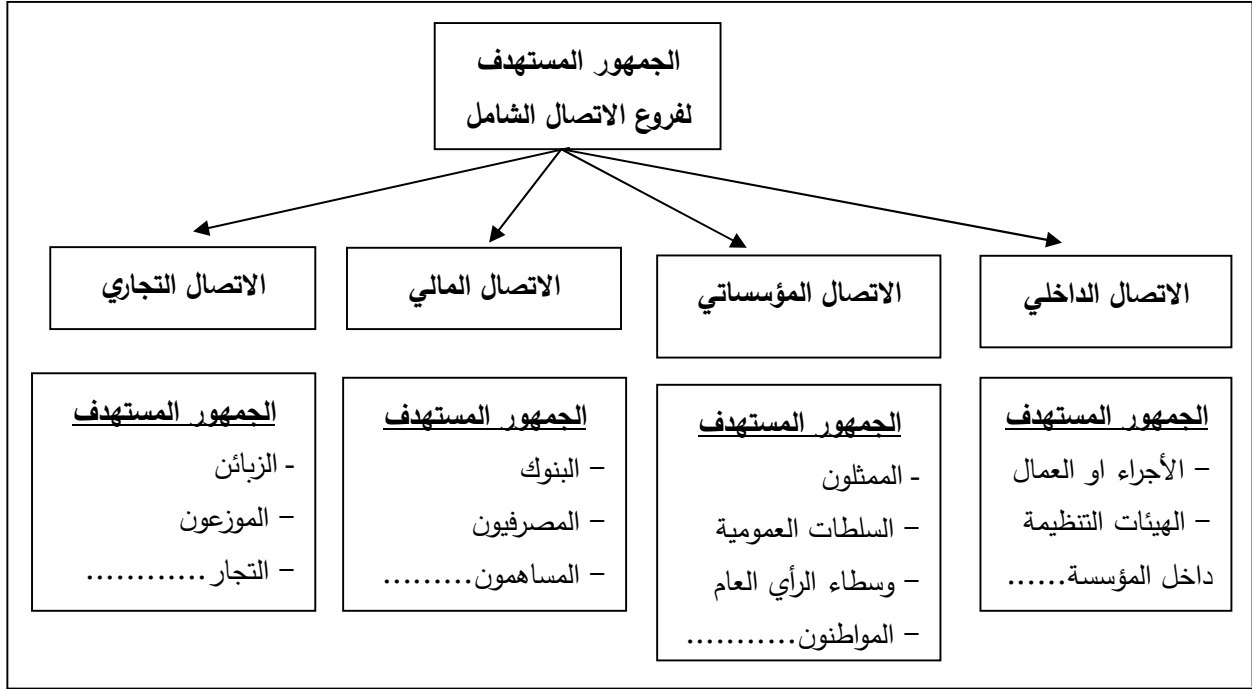 الجمهور المستهدف
لفروع الاتصال الشامل
الاتصال الداخلي
الاتصال المؤسساتي
الاتصال المالي
الاتصال التجاري
الجمهور المستهدف
– الأجراء او العمال
– الهيئات التنظيمة
داخل المؤسسة......
الجمهور المستهدف
- الممثلون
– السلطات العمومية
– وسطاء الرأي العام
– المواطنون...........
الجمهور المستهدف
– البنوك
– المصرفيون
– المساهمون.........
الجمهور المستهدف
- الزبائن
– الموزعون
– التجار............